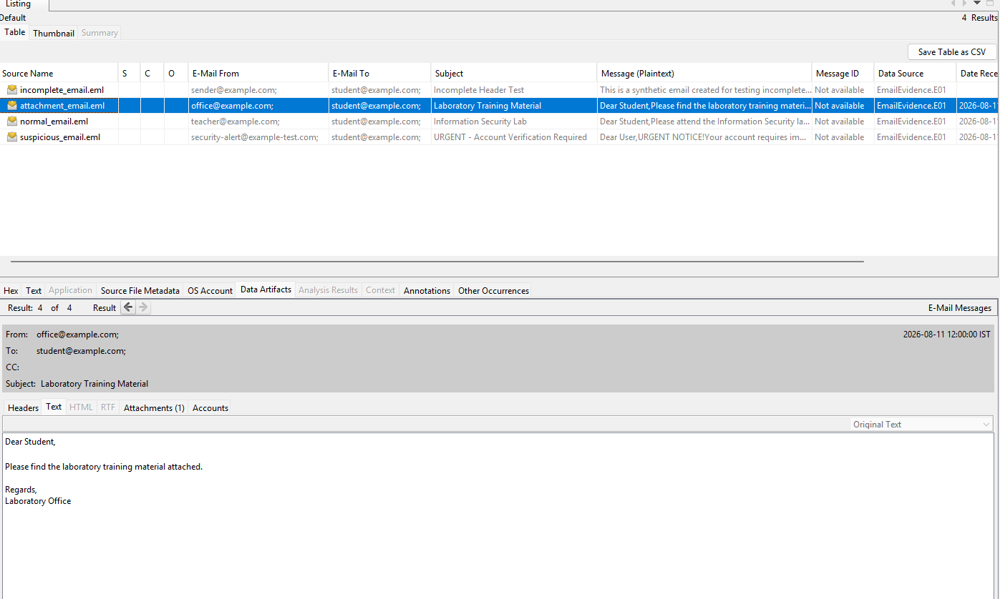 Listing
Default
4 Results
Table Thumbnail Summary
Save Table as CSV
Source Name S C O E-Mail From E-Mail To Subject Message (Plaintext) Message ID Data Source Date Rece
incomplete_email.eml sender@example.com; student@example.com; Incomplete Header Test This is a synthetic email created for testing incomplete... Not available EmailEvidence.E01
attachment_email.eml office@example.com; student@example.com; Laboratory Training Material Dear Student,Please find the laboratory training materi... Not available EmailEvidence.E01 2026-08-1
normal_email.eml teacher@example.com; student@example.com; Information Security Lab Dear Student,Please attend the Information Security la... Not available EmailEvidence.E01 2026-08-1
suspicious_email.eml security-alert@example-test.com; student@example.com; URGENT - Account Verification Required Dear User,URGENT NOTICE!Your account requires im... Not available EmailEvidence.E01 2026-08-1
Hex Text Application Source File Metadata OS Account Data Artifacts Analysis Results Context Annotations Other Occurrences
Result: 4 of 4 Result E-Mail Messages
From: office@example.com; 2026-08-11 12:00:00 IST
To: student@example.com;
CC:
Subject: Laboratory Training Material
Headers Text HTML RTF Attachments (1) Accounts
Original Text
Dear Student,
Please find the laboratory training material attached.
Regards,
Laboratory Office